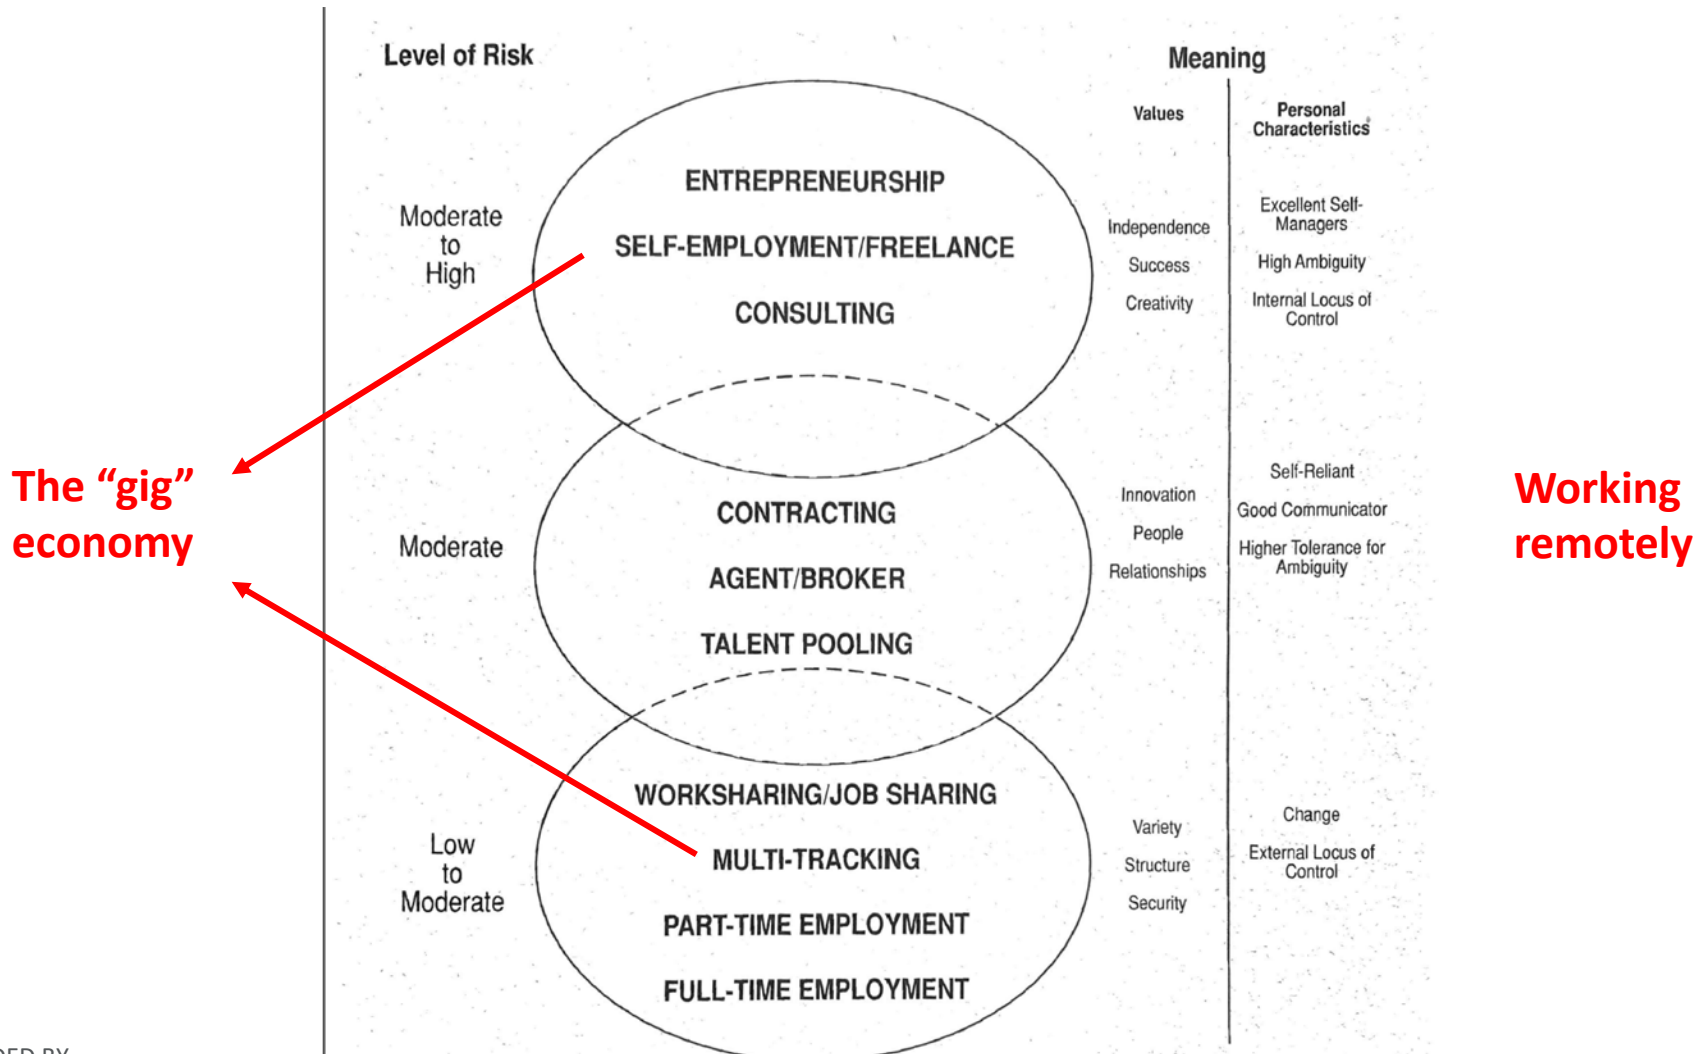 Level of Risk
Meaning
Values
Personal
Characteristics
ENTREPRENEURSHIP
SELF-EMPLOYMENT/FREELANCE
CONSULTING
Moderate
to
High
Independence
Success
Creativity
Excellent Self-
Managers
High Ambiguity
Internal Locus of
Control
The “gig”
economy
Moderate
CONTRACTING
AGENT/BROKER
TALENT POOLING
Innovation
People
Relationships
Self-Reliant
Good Communicator
Higher Tolerance for
Ambiguity
Working
remotely
Low
to
Moderate
WORKSHARING/JOB SHARING
MULTI-TRACKING
PART-TIME EMPLOYMENT
FULL-TIME EMPLOYMENT
Variety
Structure
Security
Change
External Locus of
Control